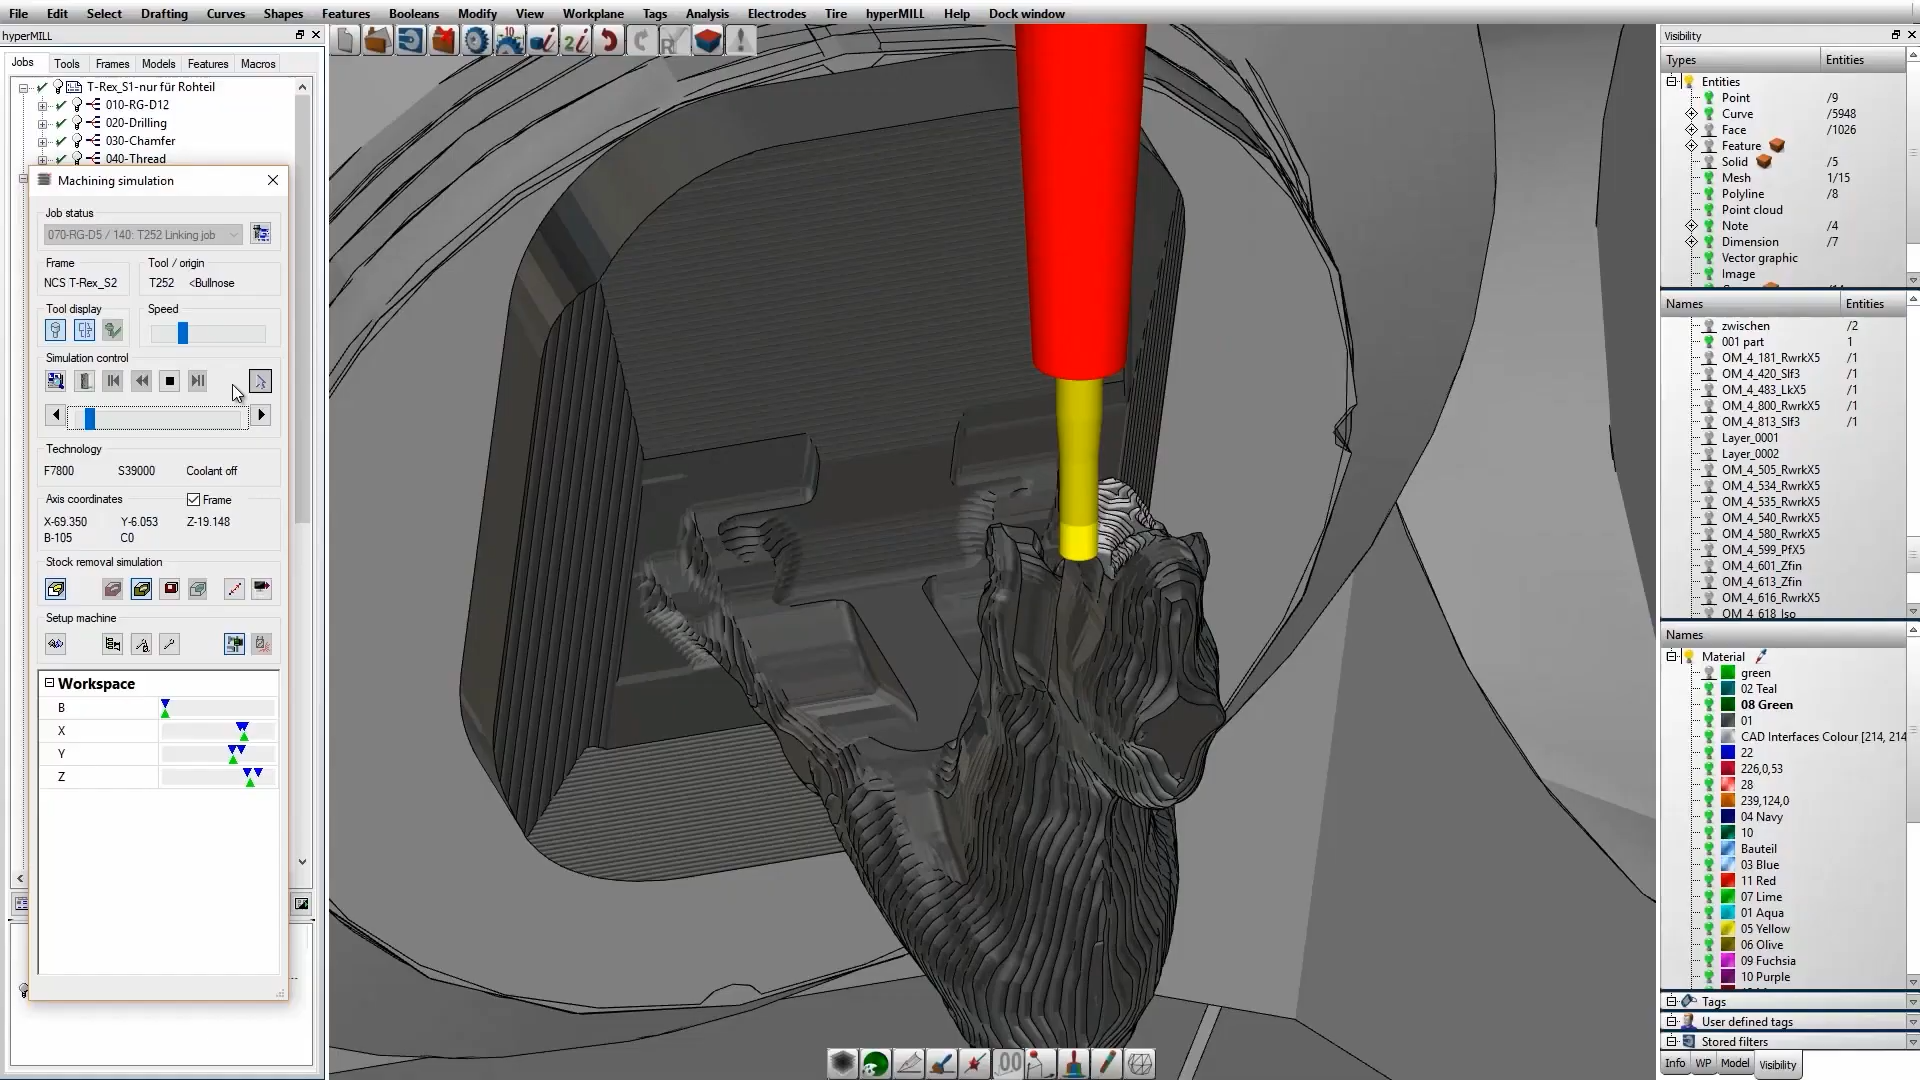 File Edit Select Drafting Curves Shapes Features Booleans Modify View Workplane Tags Analysis Electrodes Tire hyperMILL Help Dock window
hyperMILL
Jobs Tools Frames Models Features Macros
T-Rex_S1-nur für Rohteil
010-RG-D12
020-Drilling
030-Chamfer
040-Thread
Machining simulation
Job status
070-RG-D5 / 140: T252 Linking job
Frame Tool / origin
NCS T-Rex_S2 T252 <Bullnose
Tool display Speed
Simulation control
Technology
F7800 S39000 Coolant off
Axis coordinates Frame
X-69.350 Y-6.053 Z-19.148
B-105 C0
Stock removal simulation
Setup machine
Workspace
B
X
Y
Z
Visibility
Types Entities
Entities
Point /9
Curve /5948
Face /1026
Feature
Solid /5
Mesh 1/15
Polyline /8
Point cloud
Note /4
Dimension /7
Vector graphic
Image
Names Entities
zwischen /2
001 part 1
OM_4_181_RwrkX5 /1
OM_4_420_Slf3 /1
OM_4_483_LkX5 /1
OM_4_800_RwrkX5 /1
OM_4_813_Slf3 /1
Layer_0001
Layer_0002
OM_4_505_RwrkX5
OM_4_534_RwrkX5
OM_4_535_RwrkX5
OM_4_540_RwrkX5
OM_4_580_RwrkX5
OM_4_599_PfX5
OM_4_601_Zfin
OM_4_613_Zfin
OM_4_616_RwrkX5
OM_4_618_Iso
Names
Material
green
02 Teal
08 Green
01
CAD Interfaces Colour [214, 214
22
226,0,53
28
239,124,0
04 Navy
10
Bauteil
03 Blue
11 Red
07 Lime
01 Aqua
05 Yellow
06 Olive
09 Fuchsia
10 Purple
Tags
User defined tags
Stored filters
Info WP Model Visibility